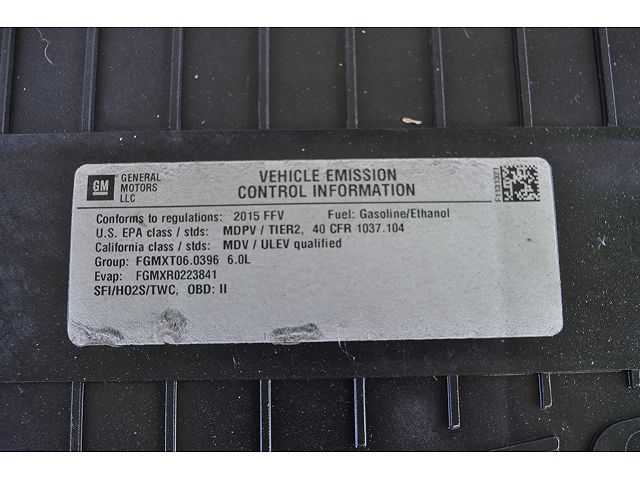 GM
GENERAL
MOTORS
LLC
VEHICLE EMISSION
CONTROL INFORMATION
Conforms to regulations: 2015 FFV Fuel: Gasoline/Ethanol
U.S. EPA class / stds: MDPV / TIER2, 40 CFR 1037.104
California class / stds: MDV / ULEV qualified
Group: FGMXT06.0396 6.0L
Evap: FGMXR0223841
SFI/HO2S/TWC, OBD: II